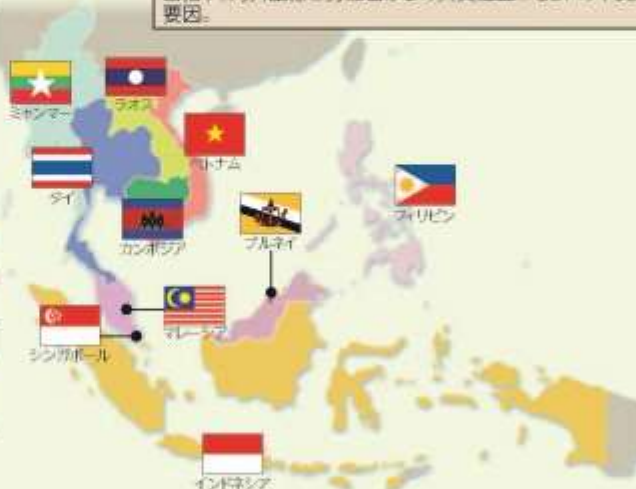 要因。
ミャンマー
ラオス
ベトナム
タイ
カンボジア
ブルネイ
フィリピン
マレーシア
シンガポール
インドネシア